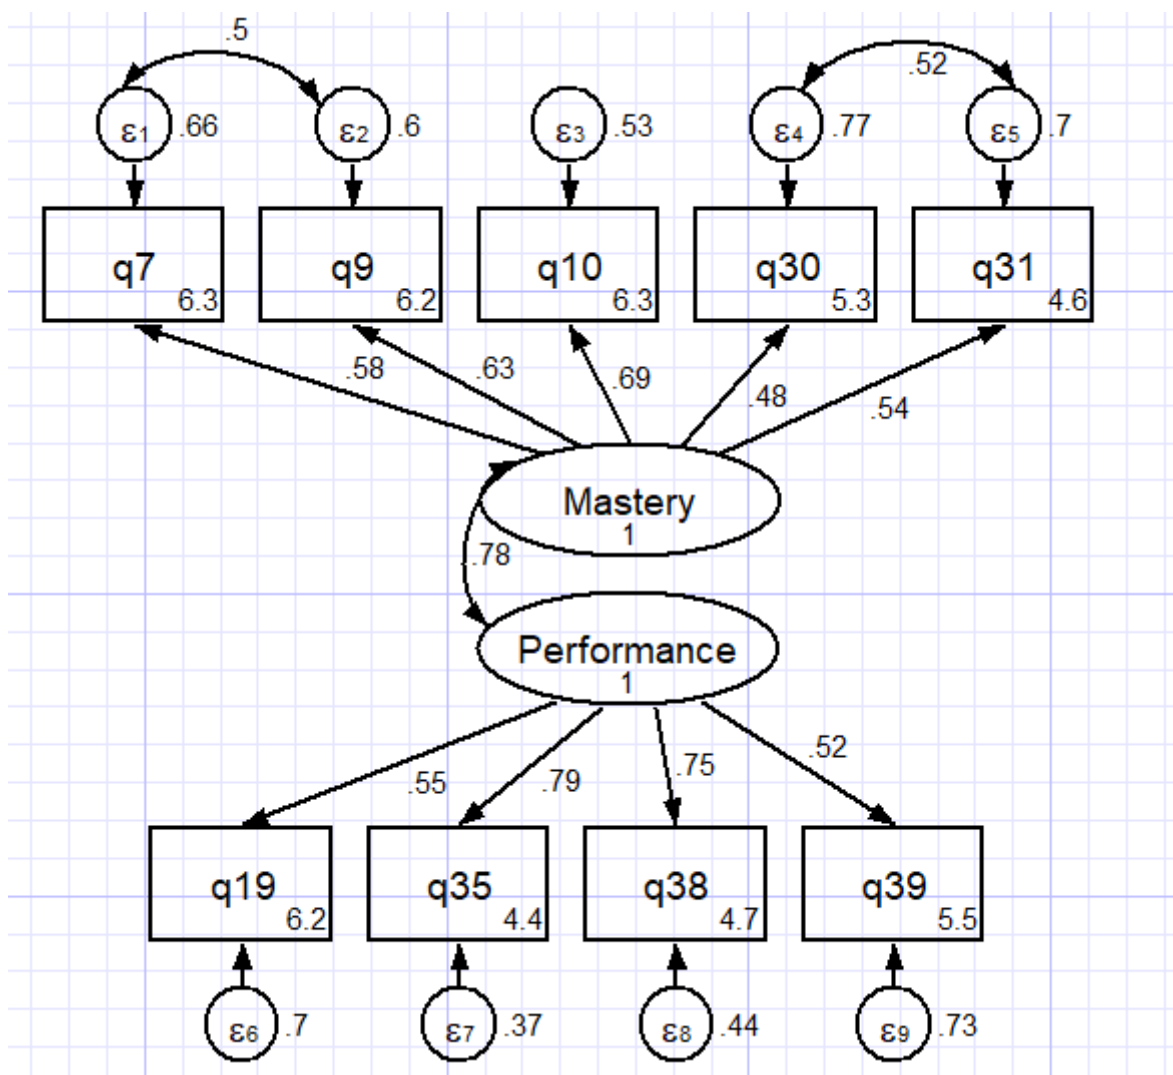 .5
.52
ε1 .66 ε2 .6 ε3 .53 ε4 .77 ε5 .7
q7 q9 q10 q30 q31
6.3 6.2 6.3 5.3 4.6
.58 .63 .69 .48 .54
Mastery
1
.78
Performance
1
.55 .79 .75 .52
q19 q35 q38 q39
6.2 4.4 4.7 5.5
ε6 .7 ε7 .37 ε8 .44 ε9 .73